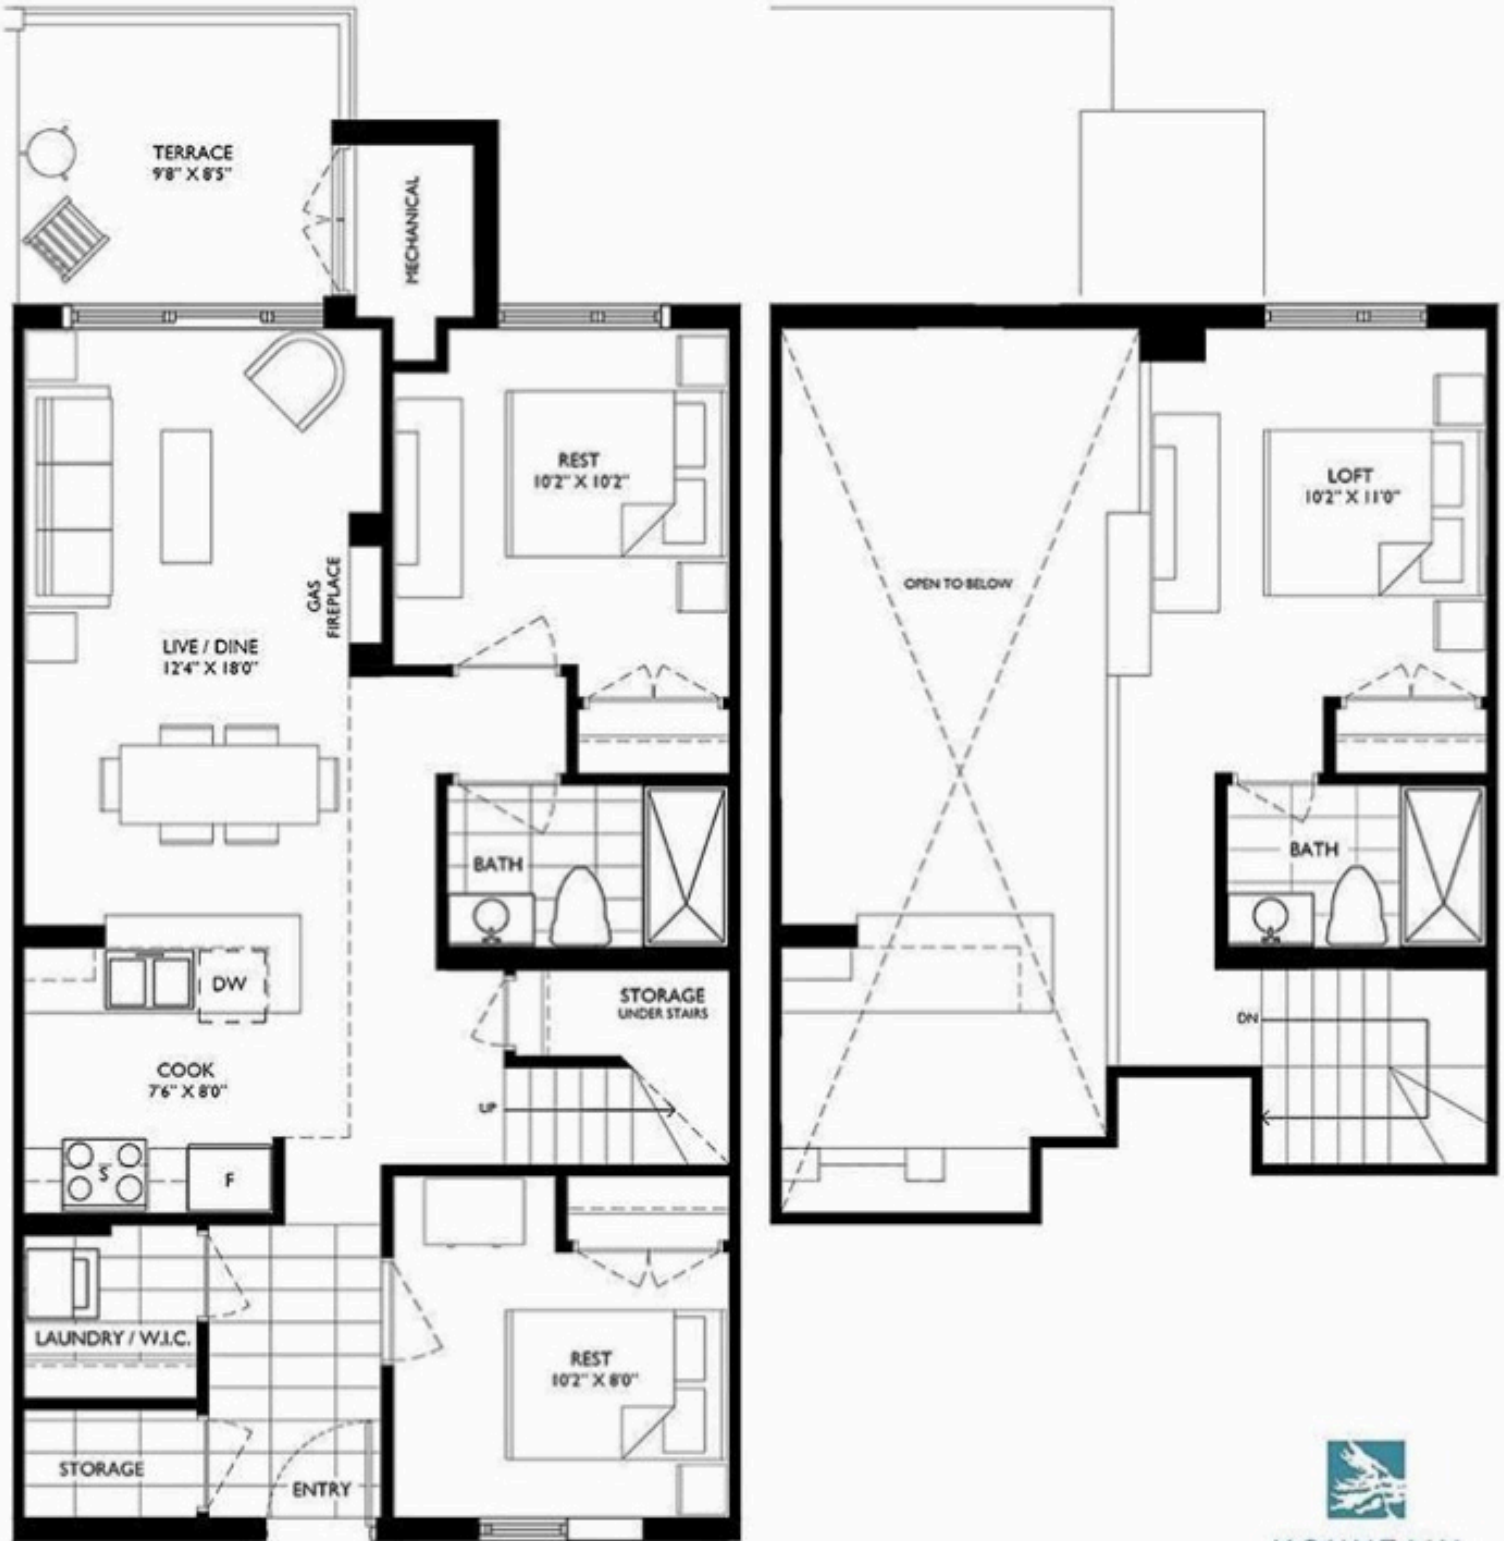 TERRACE
9'8" X 8'5"
MECHANICAL
REST
10'2" X 10'2"
LOFT
10'2" X 11'0"
GAS
FIREPLACE
OPEN TO BELOW
LIVE / DINE
12'4" X 18'0"
BATH
BATH
DW
STORAGE
UNDER STAIRS
DN
COOK
7'6" X 8'0"
UP
S
F
LAUNDRY / W.I.C.
REST
10'2" X 8'0"
STORAGE
ENTRY